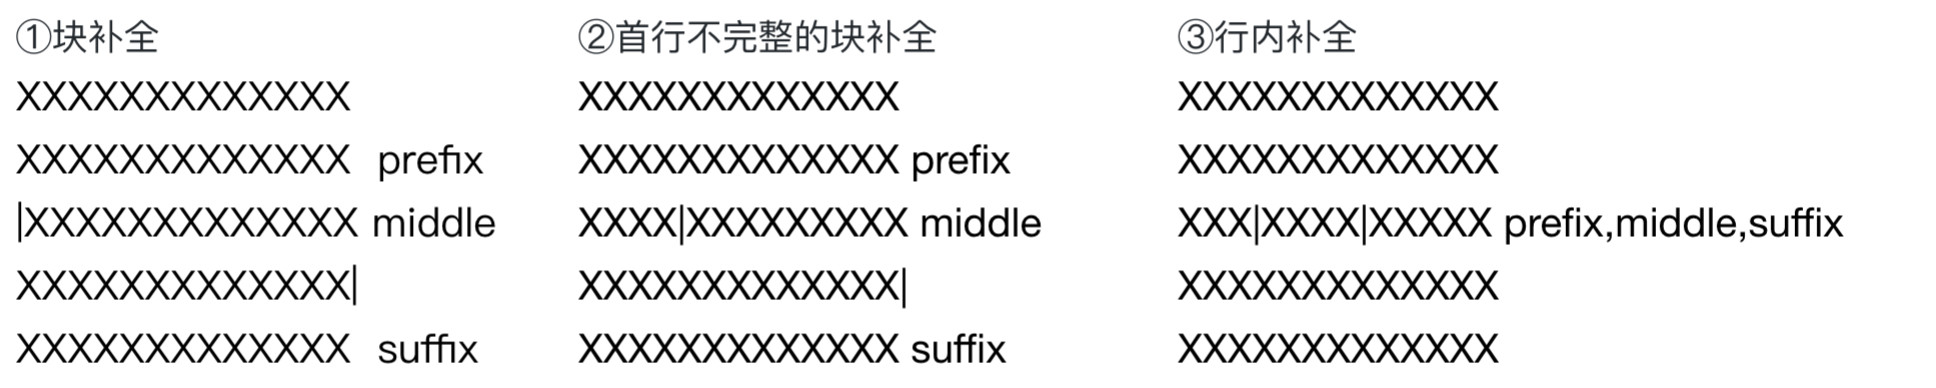 ①块补全
XXXXXXXXXXXXX
XXXXXXXXXXXXX prefix
|XXXXXXXXXXXXX middle
XXXXXXXXXXXXX|
XXXXXXXXXXXXX suffix
②首行不完整的块补全
XXXXXXXXXXXXX
XXXXXXXXXXXXX prefix
XXXX|XXXXXXXXX middle
XXXXXXXXXXXXX|
XXXXXXXXXXXXX suffix
③行内补全
XXXXXXXXXXXXX
XXXXXXXXXXXXX
XXX|XXXX|XXXXX prefix,middle,suffix
XXXXXXXXXXXXX
XXXXXXXXXXXXX